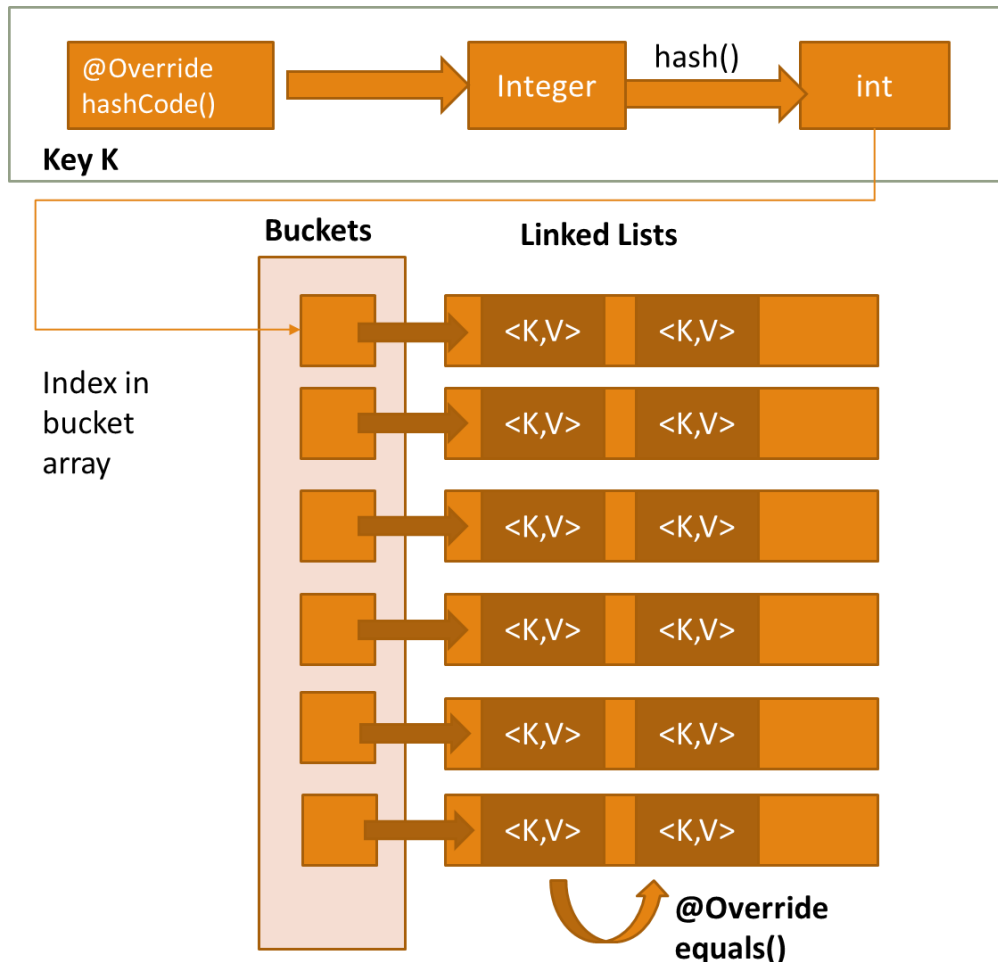 @Override
hashCode()
Integer
hash()
int
Key K
Buckets
Linked Lists
<K,V> <K,V>
Index in
bucket
array
<K,V> <K,V>
<K,V> <K,V>
<K,V> <K,V>
<K,V> <K,V>
<K,V> <K,V>
@Override
equals()